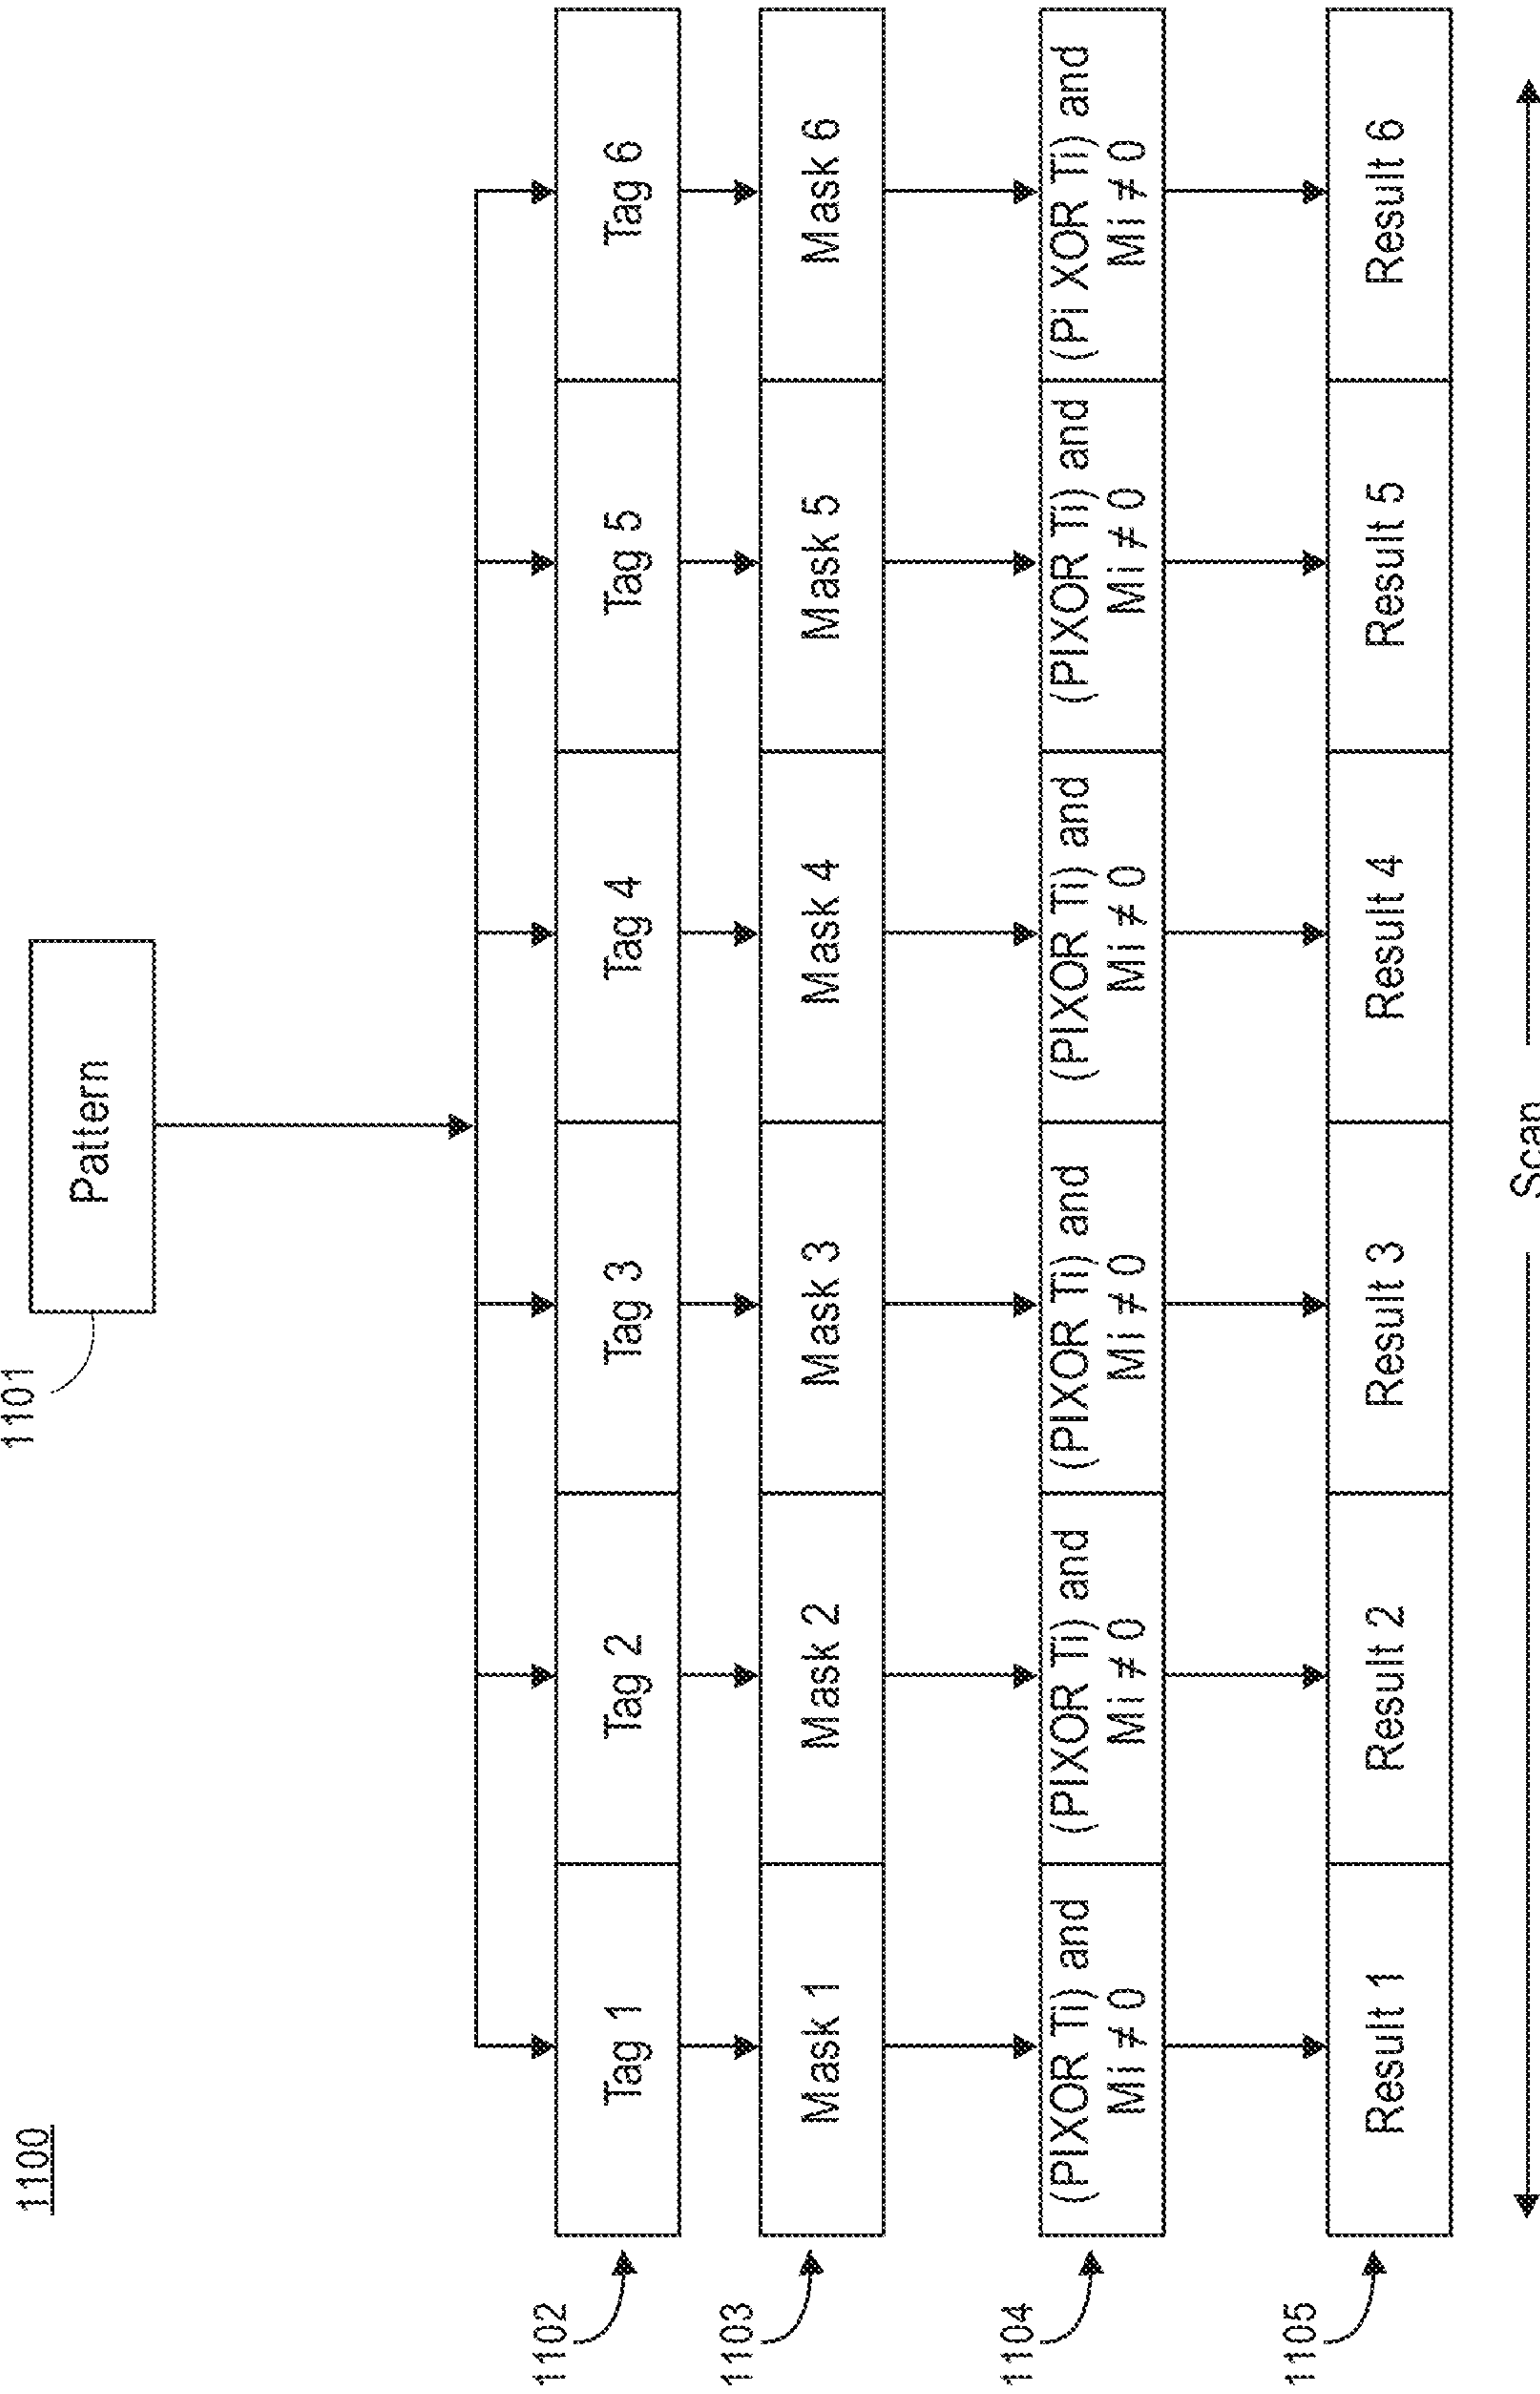 1100
1101
Pattern
1102
Tag 1
Tag 2
Tag 3
Tag 4
Tag 5
Tag 6
1103
Mask 1
Mask 2
Mask 3
Mask 4
Mask 5
Mask 6
1104
(PIXOR Ti) and
Mi ≠ 0
(PIXOR Ti) and
Mi ≠ 0
(PIXOR Ti) and
Mi ≠ 0
(PIXOR Ti) and
Mi ≠ 0
(PIXOR Ti) and
Mi ≠ 0
(Pi XOR Ti) and
Mi ≠ 0
1105
Result 1
Result 2
Result 3
Result 4
Result 5
Result 6
Scan